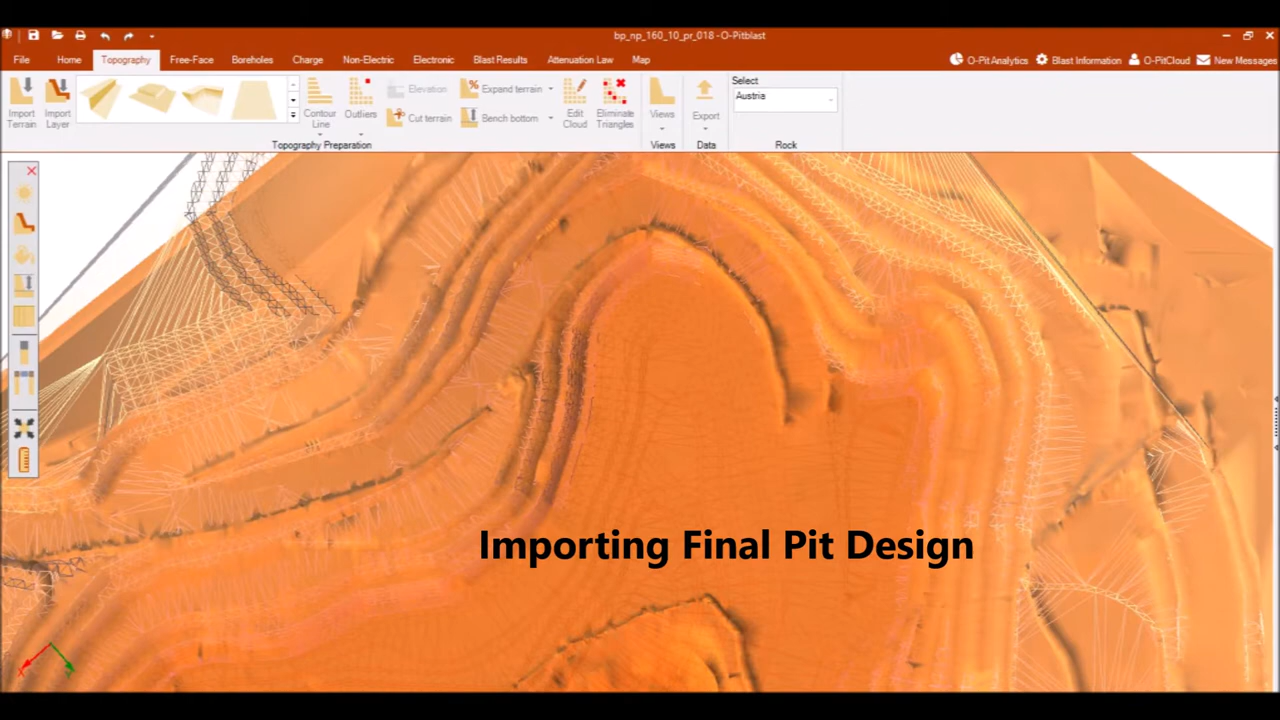 bp_np_160_10_pr_018 - O-Pitblast
File Home Topography Free-Face Boreholes Charge Non-Electric Electronic Blast Results Attenuation Law Map
O-Pit Analytics Blast Information O-PitCloud New Messages
Import Terrain
Import Layer
Contour Line
Outliers
Elevation
Cut terrain
Expand terrain
Bench bottom
Edit Cloud
Eliminate Triangles
Topography Preparation
Views
Views
Export
Data
Select
Austria
Rock
Importing Final Pit Design
X
Y